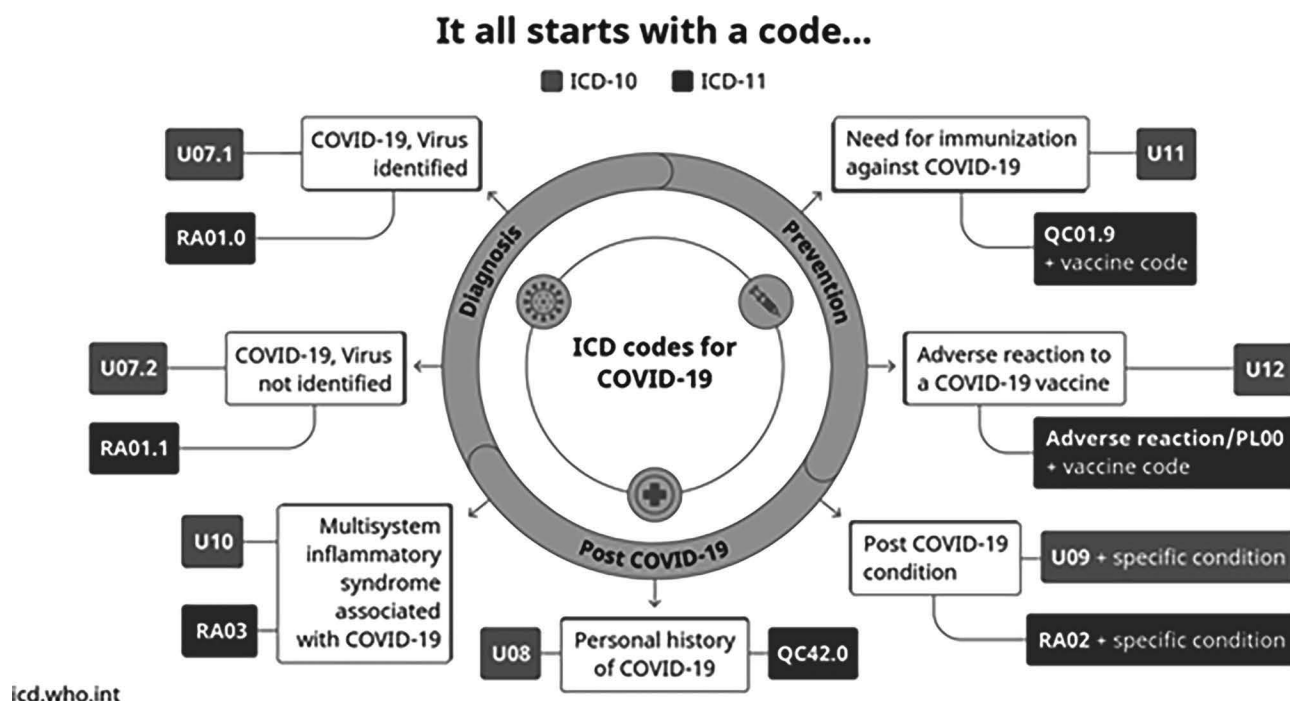 It all starts with a code...
ICD-10 ICD-11
U07.1
COVID-19, Virus
identified
RA01.0
Need for immunization
against COVID-19
U11
QC01.9
+ vaccine code
Diagnosis
Prevention
ICD codes for
COVID-19
U07.2
COVID-19, Virus
not identified
RA01.1
Adverse reaction to
a COVID-19 vaccine
U12
Adverse reaction/PL00
+ vaccine code
U10
Multisystem
inflammatory
syndrome
associated
with COVID-19
RA03
Post COVID-19
Post COVID-19
condition
U09 + specific condition
RA02 + specific condition
U08
Personal history
of COVID-19
QC42.0
icd.who.int